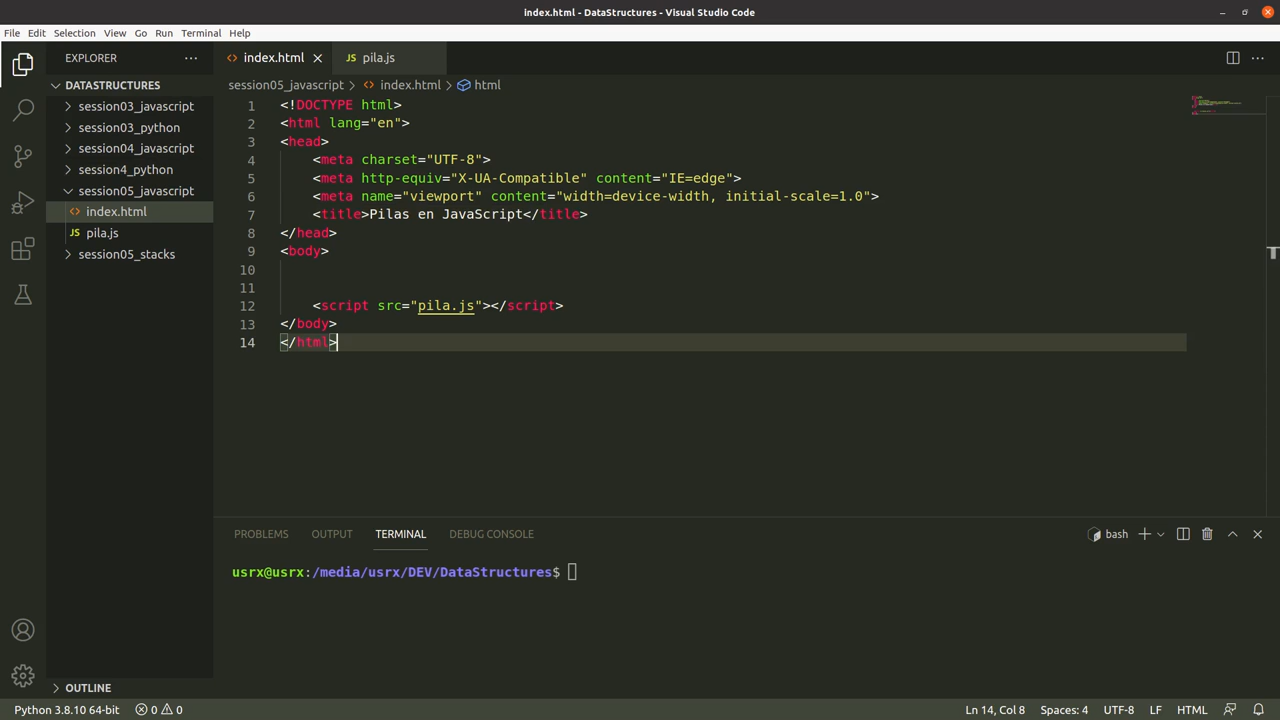 index.html - DataStructures - Visual Studio Code
File Edit Selection View Go Run Terminal Help
EXPLORER
DATASTRUCTURES
session03_javascript
session03_python
session04_javascript
session4_python
session05_javascript
index.html
JS pila.js
session05_stacks
OUTLINE
index.html JS pila.js
session05_javascript > index.html > html
1 <!DOCTYPE html>
2 <html lang="en">
3 <head>
4 <meta charset="UTF-8">
5 <meta http-equiv="X-UA-Compatible" content="IE=edge">
6 <meta name="viewport" content="width=device-width, initial-scale=1.0">
7 <title>Pilas en JavaScript</title>
8 </head>
9 <body>
10
11
12 <script src="pila.js"></script>
13 </body>
14 </html>
PROBLEMS OUTPUT TERMINAL DEBUG CONSOLE
bash
usrx@usrx:/media/usrx/DEV/DataStructures$
Python 3.8.10 64-bit 0 0 Ln 14, Col 8 Spaces: 4 UTF-8 LF HTML